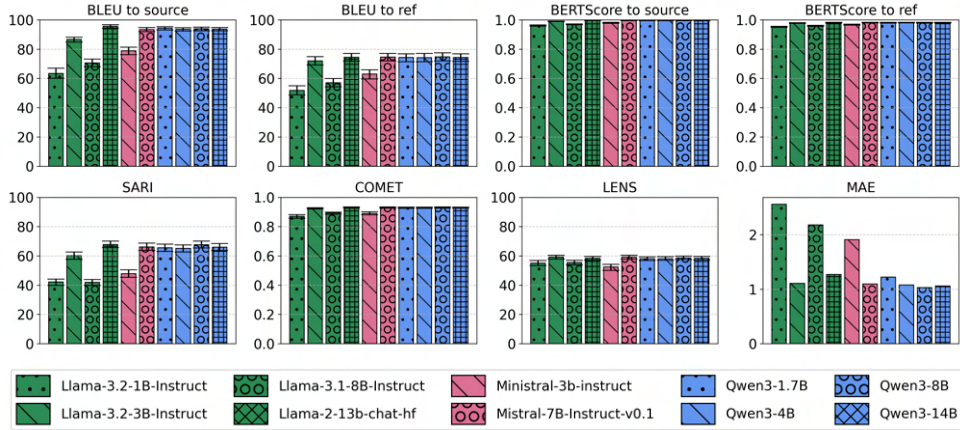 BLEU to source
BLEU to ref
BERTScore to source
BERTScore to ref
100
80
60
40
20
0
100
80
60
40
20
0
1.0
0.8
0.6
0.4
0.2
0.0
1.0
0.8
0.6
0.4
0.2
0.0
SARI
COMET
LENS
MAE
100
80
60
40
20
0
1.0
0.8
0.6
0.4
0.2
0.0
100
80
60
40
20
0
2
1
0
Llama-3.2-1B-Instruct
Llama-3.1-8B-Instruct
Ministral-3b-instruct
Qwen3-1.7B
Qwen3-8B
Llama-3.2-3B-Instruct
Llama-2-13b-chat-hf
Mistral-7B-Instruct-v0.1
Qwen3-4B
Qwen3-14B